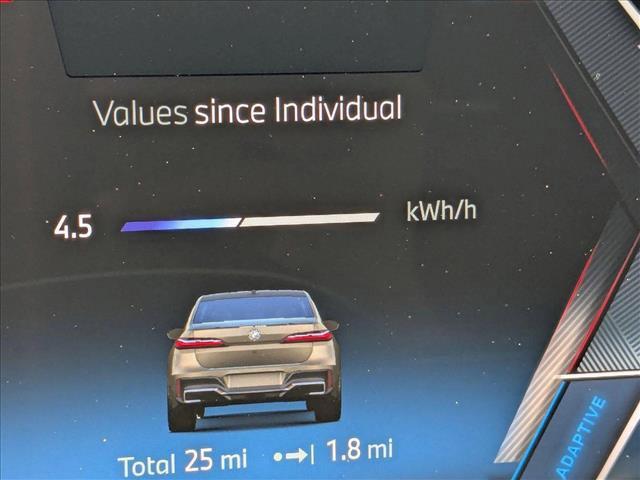 Values since Individual
4.5 kWh/h
Total 25 mi 1.8 mi
ADAPTIVE